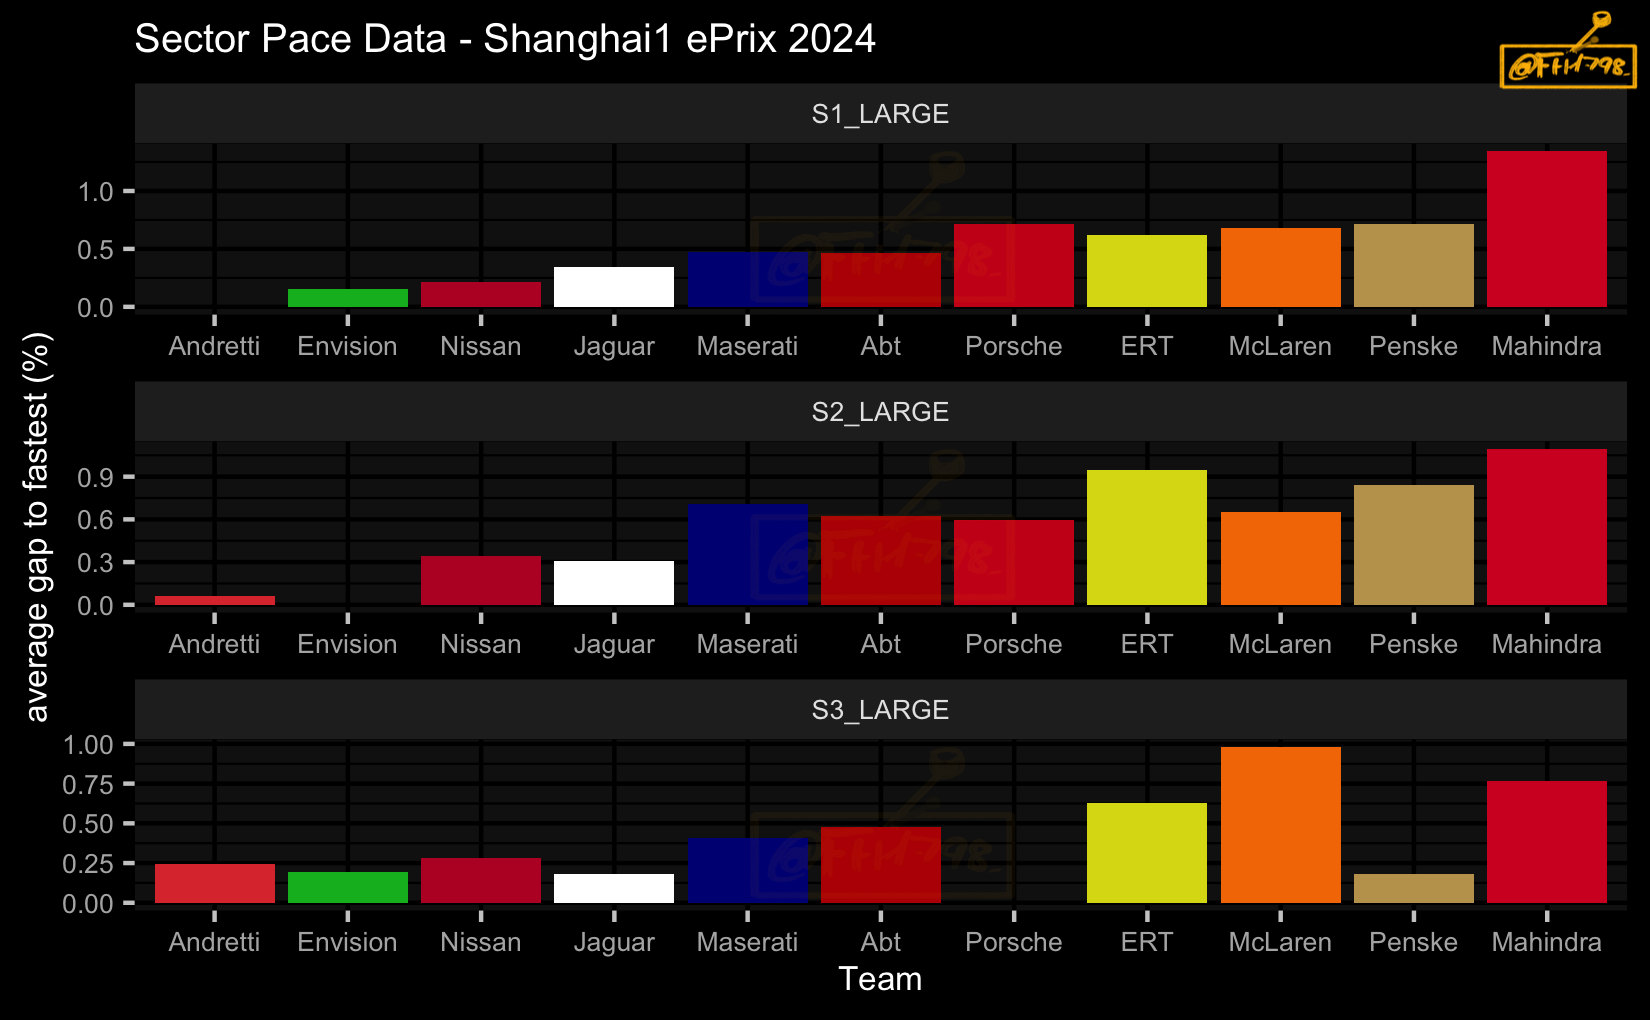 Sector Pace Data - Shanghai1 ePrix 2024
@FFH798_
S1_LARGE
1.0
0.5
0.0
Andretti Envision Nissan Jaguar Maserati Abt Porsche ERT McLaren Penske Mahindra
S2_LARGE
0.9
0.6
0.3
0.0
Andretti Envision Nissan Jaguar Maserati Abt Porsche ERT McLaren Penske Mahindra
S3_LARGE
1.00
0.75
0.50
0.25
0.00
Andretti Envision Nissan Jaguar Maserati Abt Porsche ERT McLaren Penske Mahindra
average gap to fastest (%)
Team